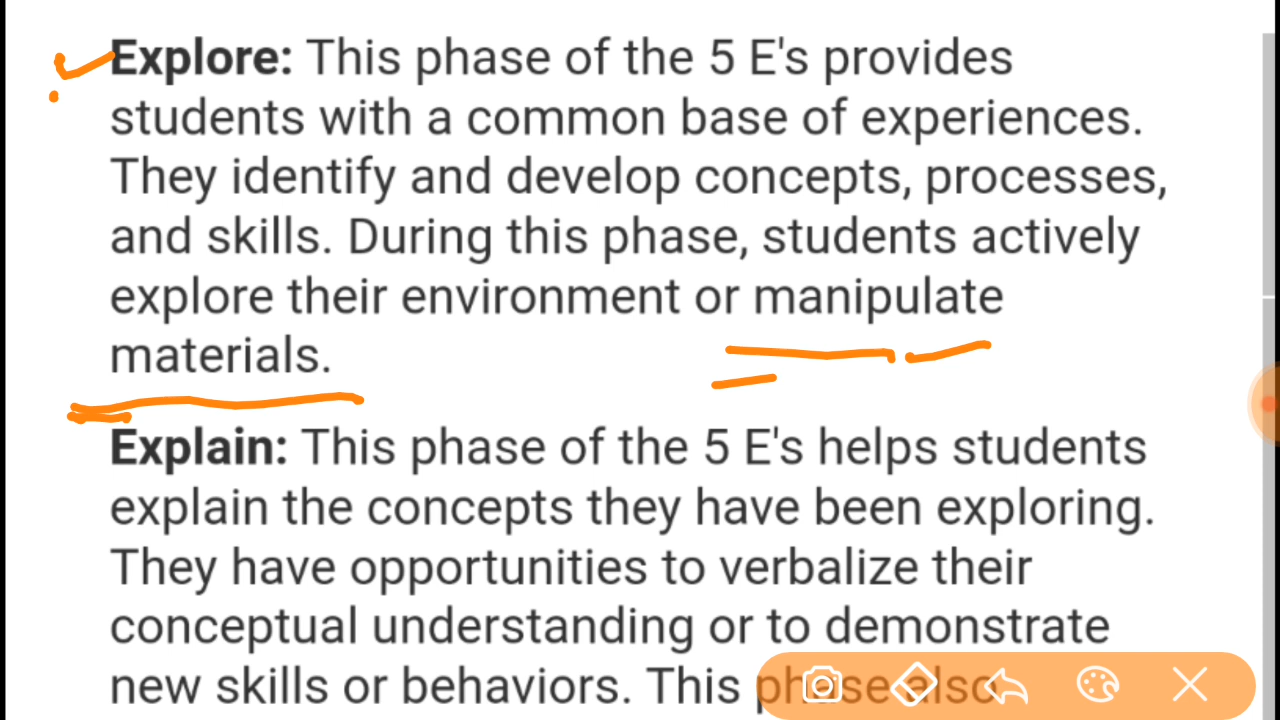 Explore: This phase of the 5 E's provides
students with a common base of experiences.
They identify and develop concepts, processes,
and skills. During this phase, students actively
explore their environment or manipulate
materials.
Explain: This phase of the 5 E's helps students
explain the concepts they have been exploring.
They have opportunities to verbalize their
conceptual understanding or to demonstrate
new skills or behaviors. This phase also